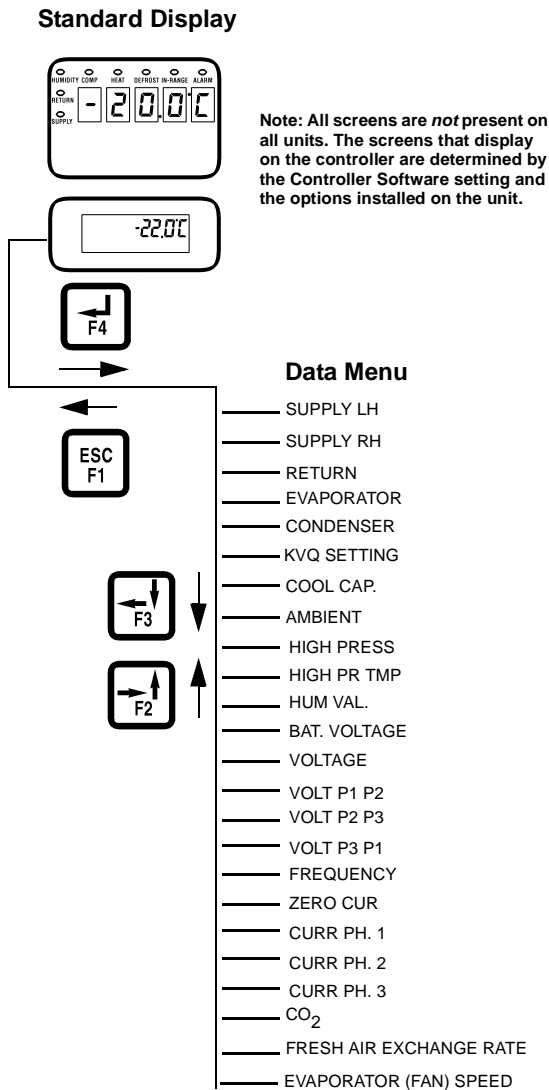 Standard Display
HUMIDITY COMP HEAT DEFROST IN-RANGE ALARM
RETURN
SUPPLY
-20.0°C
Note: All screens are not present on
all units. The screens that display
on the controller are determined by
the Controller Software setting and
the options installed on the unit.
-22.0°C
F4
Data Menu
ESC
F1
SUPPLY LH
SUPPLY RH
RETURN
EVAPORATOR
CONDENSER
KVQ SETTING
COOL CAP.
AMBIENT
F3
HIGH PRESS
HIGH PR TMP
F2
HUM VAL.
BAT. VOLTAGE
VOLTAGE
VOLT P1 P2
VOLT P2 P3
VOLT P3 P1
FREQUENCY
ZERO CUR
CURR PH. 1
CURR PH. 2
CURR PH. 3
CO2
FRESH AIR EXCHANGE RATE
EVAPORATOR (FAN) SPEED